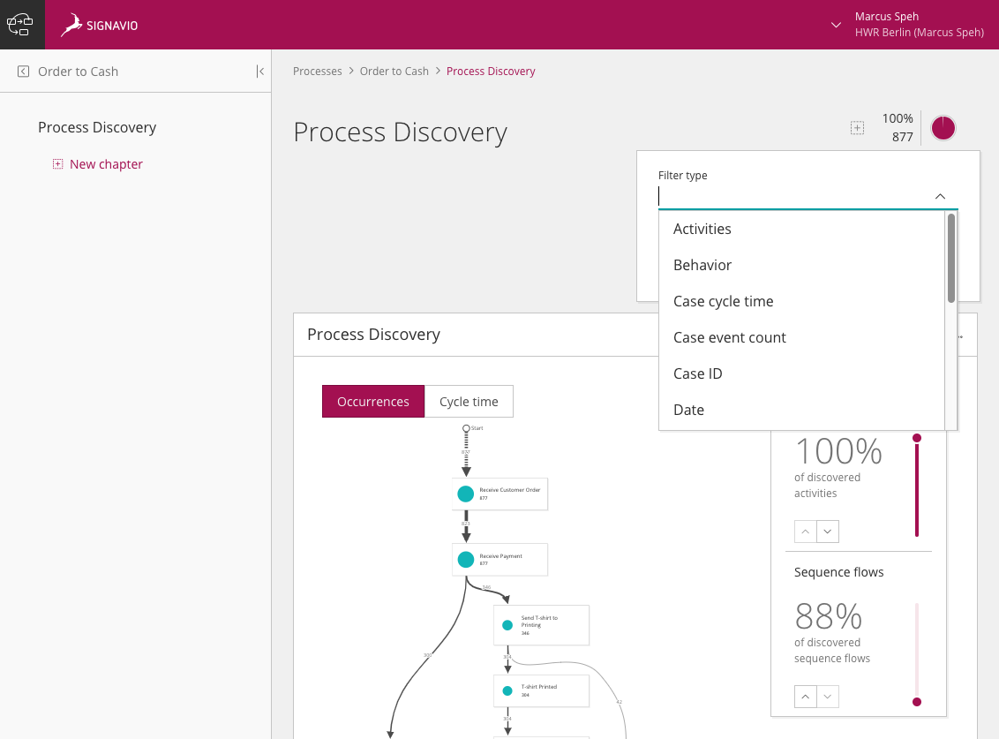 SIGNAVIO
Marcus Speh
HWR Berlin (Marcus Speh)
Order to Cash
Processes > Order to Cash > Process Discovery
Process Discovery
New chapter
Process Discovery
100%
877
Filter type
Activities
Behavior
Case cycle time
Case event count
Case ID
Date
Process Discovery
Occurrences
Cycle time
Start
877
Receive Customer Order
877
823
Receive Payment
877
346
Send T-shirt to
Printing
346
300
304
T-shirt Printed
304
42
304
100%
of discovered
activities
Sequence flows
88%
of discovered
sequence flows